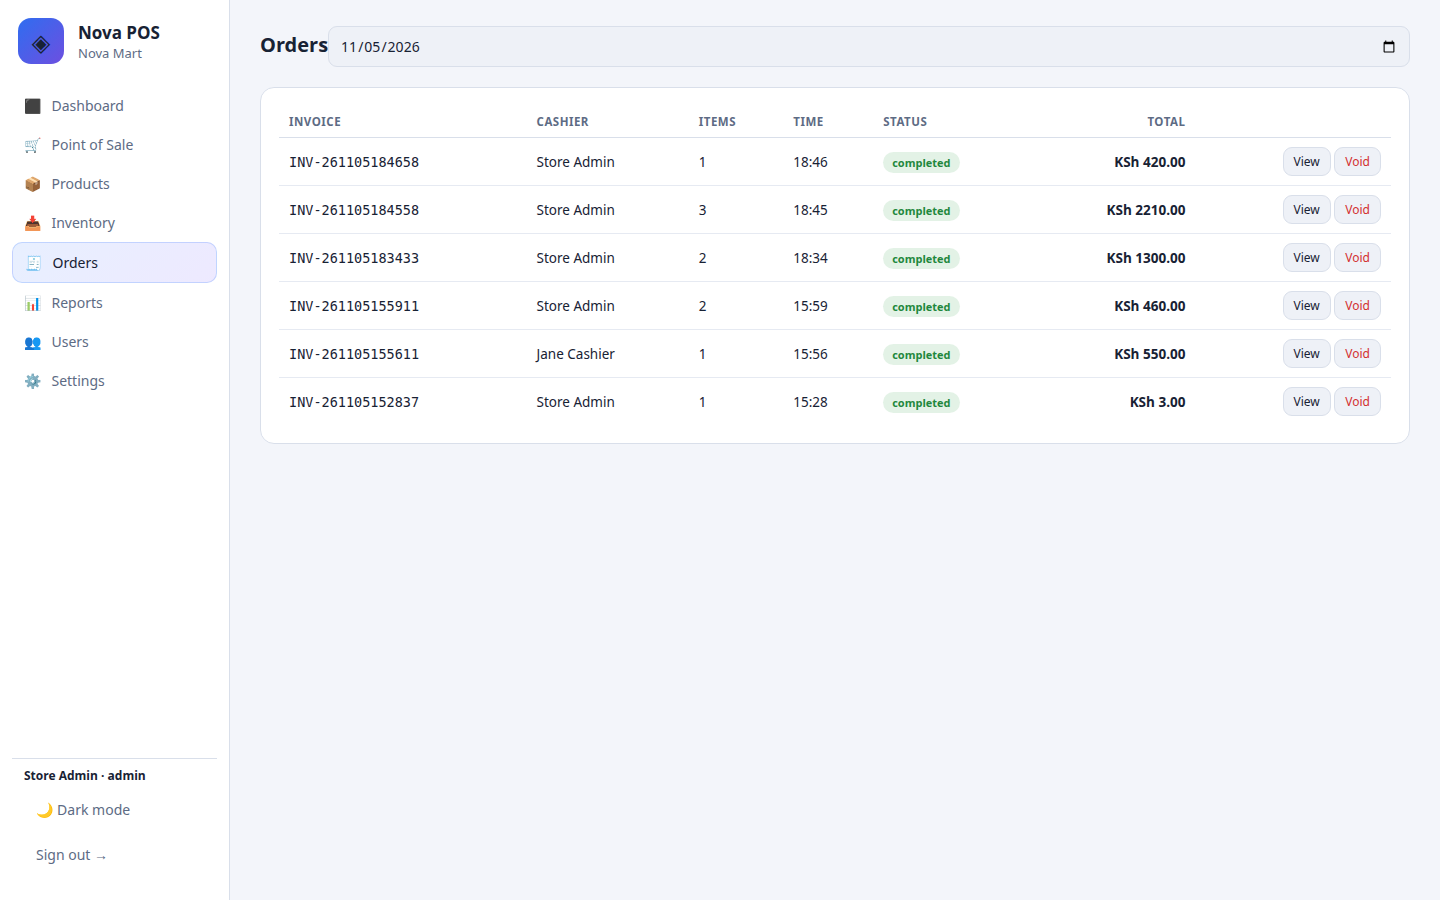 Nova POS
Nova Mart
Dashboard
Point of Sale
Products
Inventory
Orders
Reports
Users
Settings
Store Admin · admin
Dark mode
Sign out →
Orders 11/05/2026
INVOICE CASHIER ITEMS TIME STATUS TOTAL
INV-261105184658 Store Admin 1 18:46 completed KSh 420.00 View Void
INV-261105184558 Store Admin 3 18:45 completed KSh 2210.00 View Void
INV-261105183433 Store Admin 2 18:34 completed KSh 1300.00 View Void
INV-261105155911 Store Admin 2 15:59 completed KSh 460.00 View Void
INV-261105155611 Jane Cashier 1 15:56 completed KSh 550.00 View Void
INV-261105152837 Store Admin 1 15:28 completed KSh 3.00 View Void